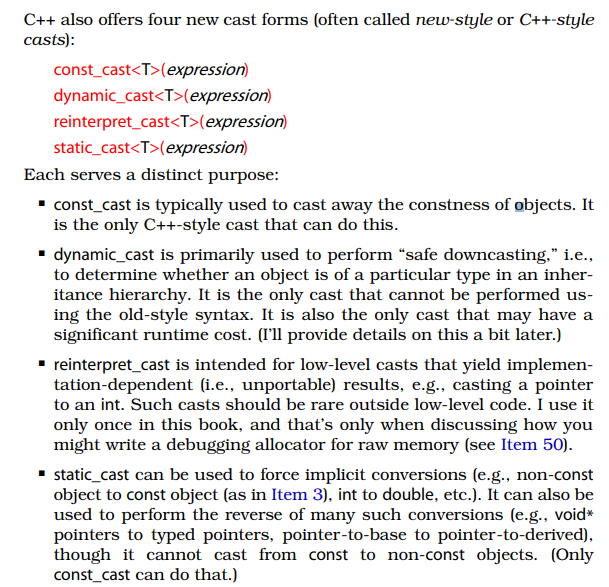 C++ also offers four new cast forms (often called new-style or C++-style
casts):
const_cast<T>(expression)
dynamic_cast<T>(expression)
reinterpret_cast<T>(expression)
static_cast<T>(expression)
Each serves a distinct purpose:
▪ const_cast is typically used to cast away the constness of objects. It
is the only C++-style cast that can do this.
▪ dynamic_cast is primarily used to perform “safe downcasting,” i.e.,
to determine whether an object is of a particular type in an inher-
itance hierarchy. It is the only cast that cannot be performed us-
ing the old-style syntax. It is also the only cast that may have a
significant runtime cost. (I’ll provide details on this a bit later.)
▪ reinterpret_cast is intended for low-level casts that yield implemen-
tation-dependent (i.e., unportable) results, e.g., casting a pointer
to an int. Such casts should be rare outside low-level code. I use it
only once in this book, and that’s only when discussing how you
might write a debugging allocator for raw memory (see Item 50).
▪ static_cast can be used to force implicit conversions (e.g., non-const
object to const object (as in Item 3), int to double, etc.). It can also be
used to perform the reverse of many such conversions (e.g., void*
pointers to typed pointers, pointer-to-base to pointer-to-derived),
though it cannot cast from const to non-const objects. (Only
const_cast can do that.)